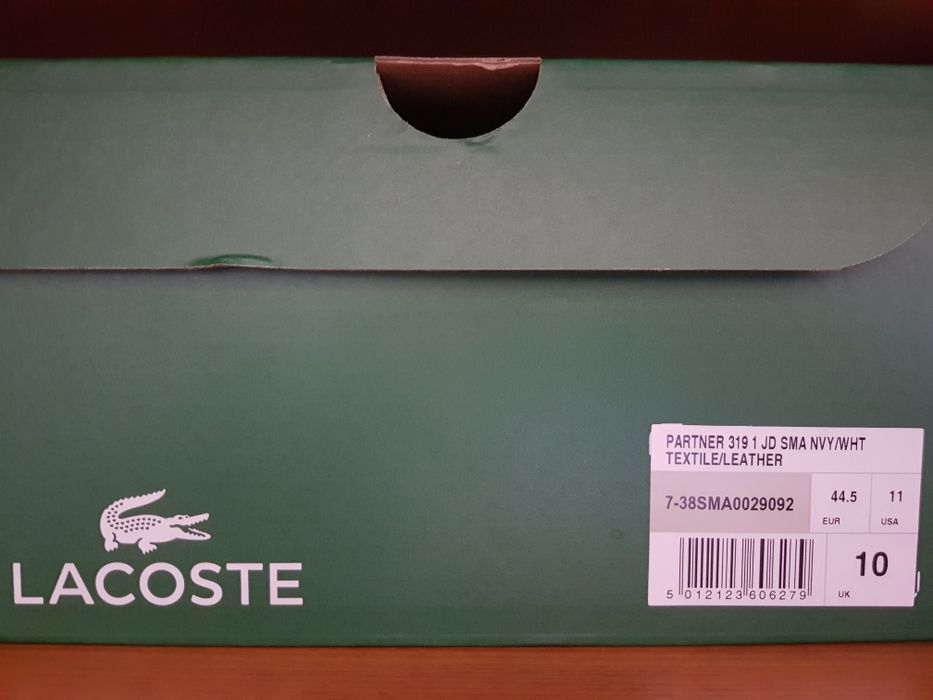 PARTNER 319 1 JD SMA NVY/WHT
TEXTILE/LEATHER
7-38SMA0029092
44.5
EUR
11
USA
5 012123 606279
10
UK
LACOSTE